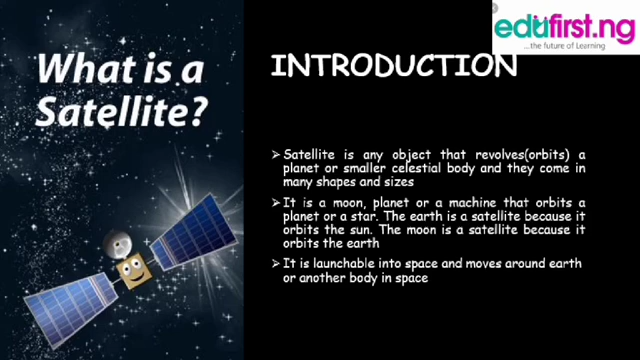 edufirst.ng
...the future of Learning
What is a
Satellite?
INTRODUCTION
➢ Satellite is any object that revolves(orbits) a
planet or smaller celestial body and they come in
many shapes and sizes
➢ It is a moon, planet or a machine that orbits a
planet or a star. The earth is a satellite because it
orbits the sun. The moon is a satellite because it
orbits the earth
➢ It is launchable into space and moves around earth
or another body in space